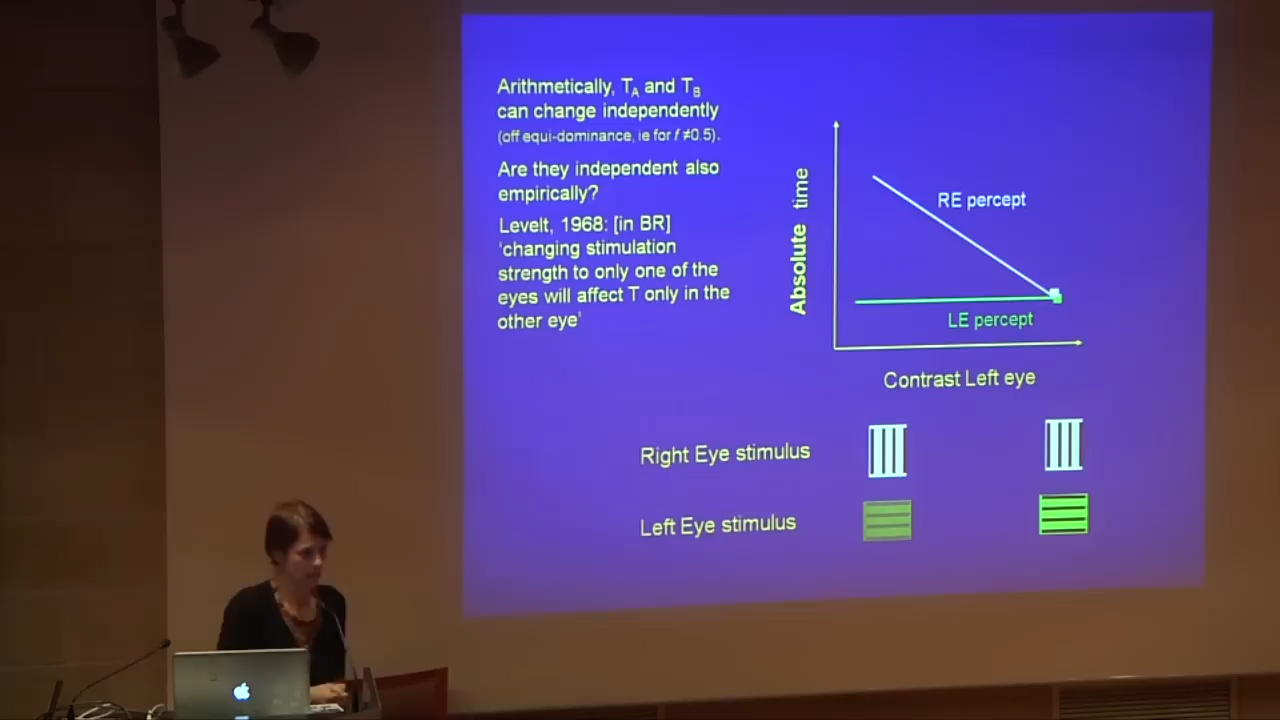 Arithmetically, T_A and T_B
can change independently
(off equi-dominance, ie for f ≠0.5).
Are they independent also
empirically?
Levelt, 1968: [in BR]
'changing stimulation
strength to only one of the
eyes will affect T only in the
other eye'
Absolute time
RE percept
LE percept
Contrast Left eye
Right Eye stimulus
Left Eye stimulus